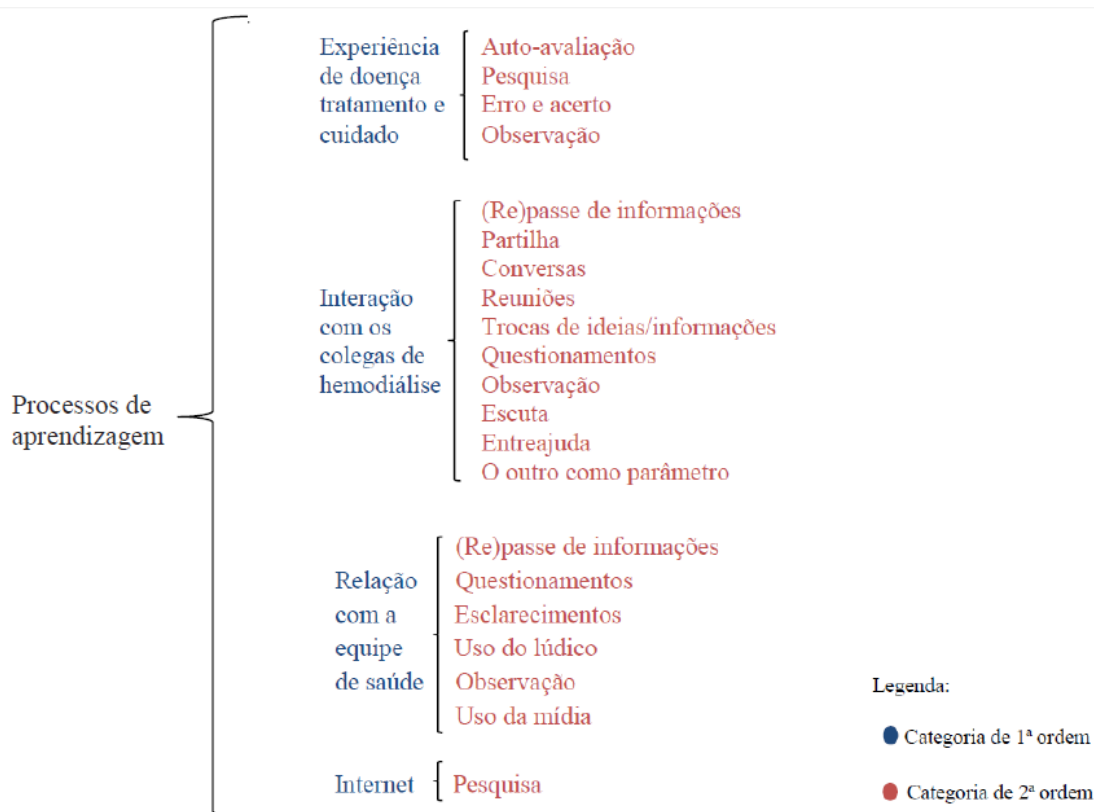 Processos de
aprendizagem
Experiência
de doença
tratamento e
cuidado
Auto-avaliação
Pesquisa
Erro e acerto
Observação
Interação
com os
colegas de
hemodiálise
(Re)passe de informações
Partilha
Conversas
Reuniões
Trocas de ideias/informações
Questionamentos
Observação
Escuta
Entreajuda
O outro como parâmetro
Relação
com a
equipe
de saúde
(Re)passe de informações
Questionamentos
Esclarecimentos
Uso do lúdico
Observação
Uso da mídia
Internet
Pesquisa
Legenda:
Categoria de 1ª ordem
Categoria de 2ª ordem